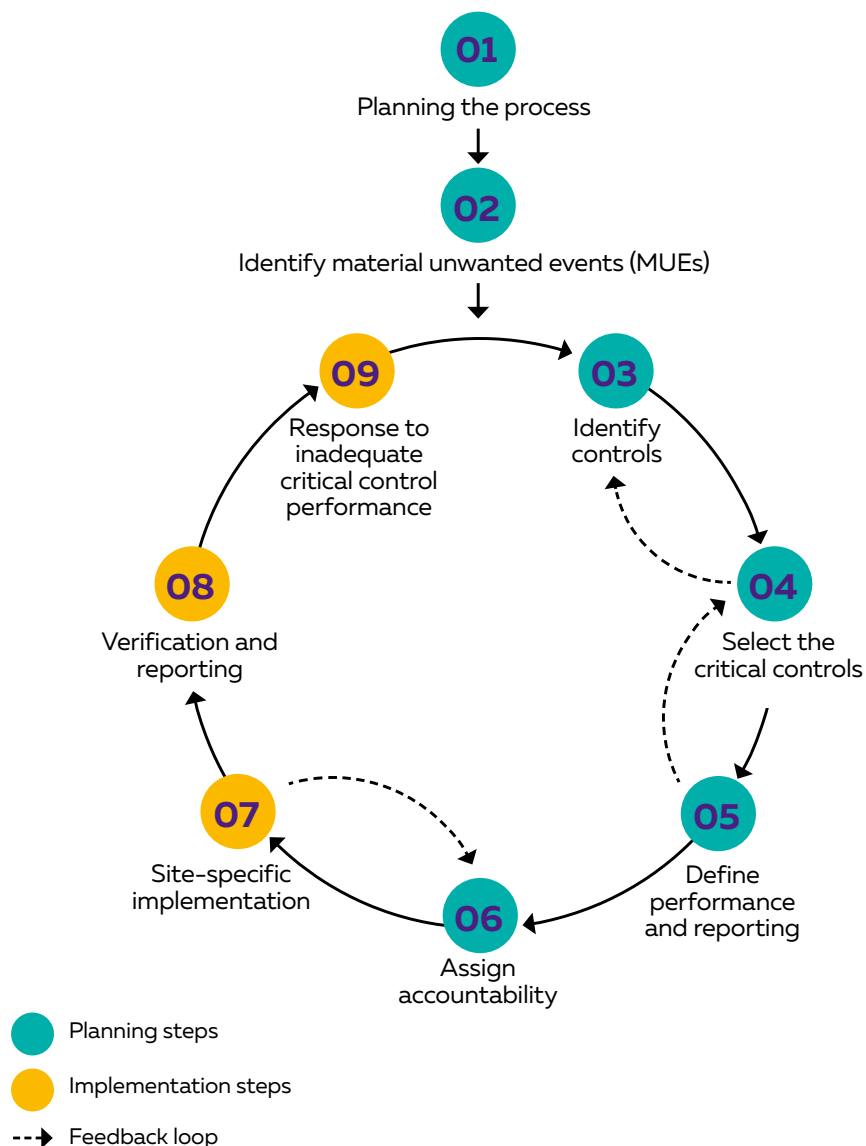 01
Planning the process
02
Identify material unwanted events (MUEs)
03
Identify
controls
04
Select the
critical controls
05
Define
performance
and reporting
06
Assign
accountability
07
Site-specific
implementation
08
Verification and
reporting
09
Response to
inadequate
critical control
performance
Planning steps
Implementation steps
Feedback loop